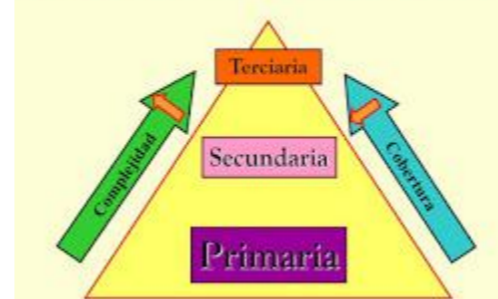 Terciaria
Complejidad
Secundaria
Cobertura
Primaria